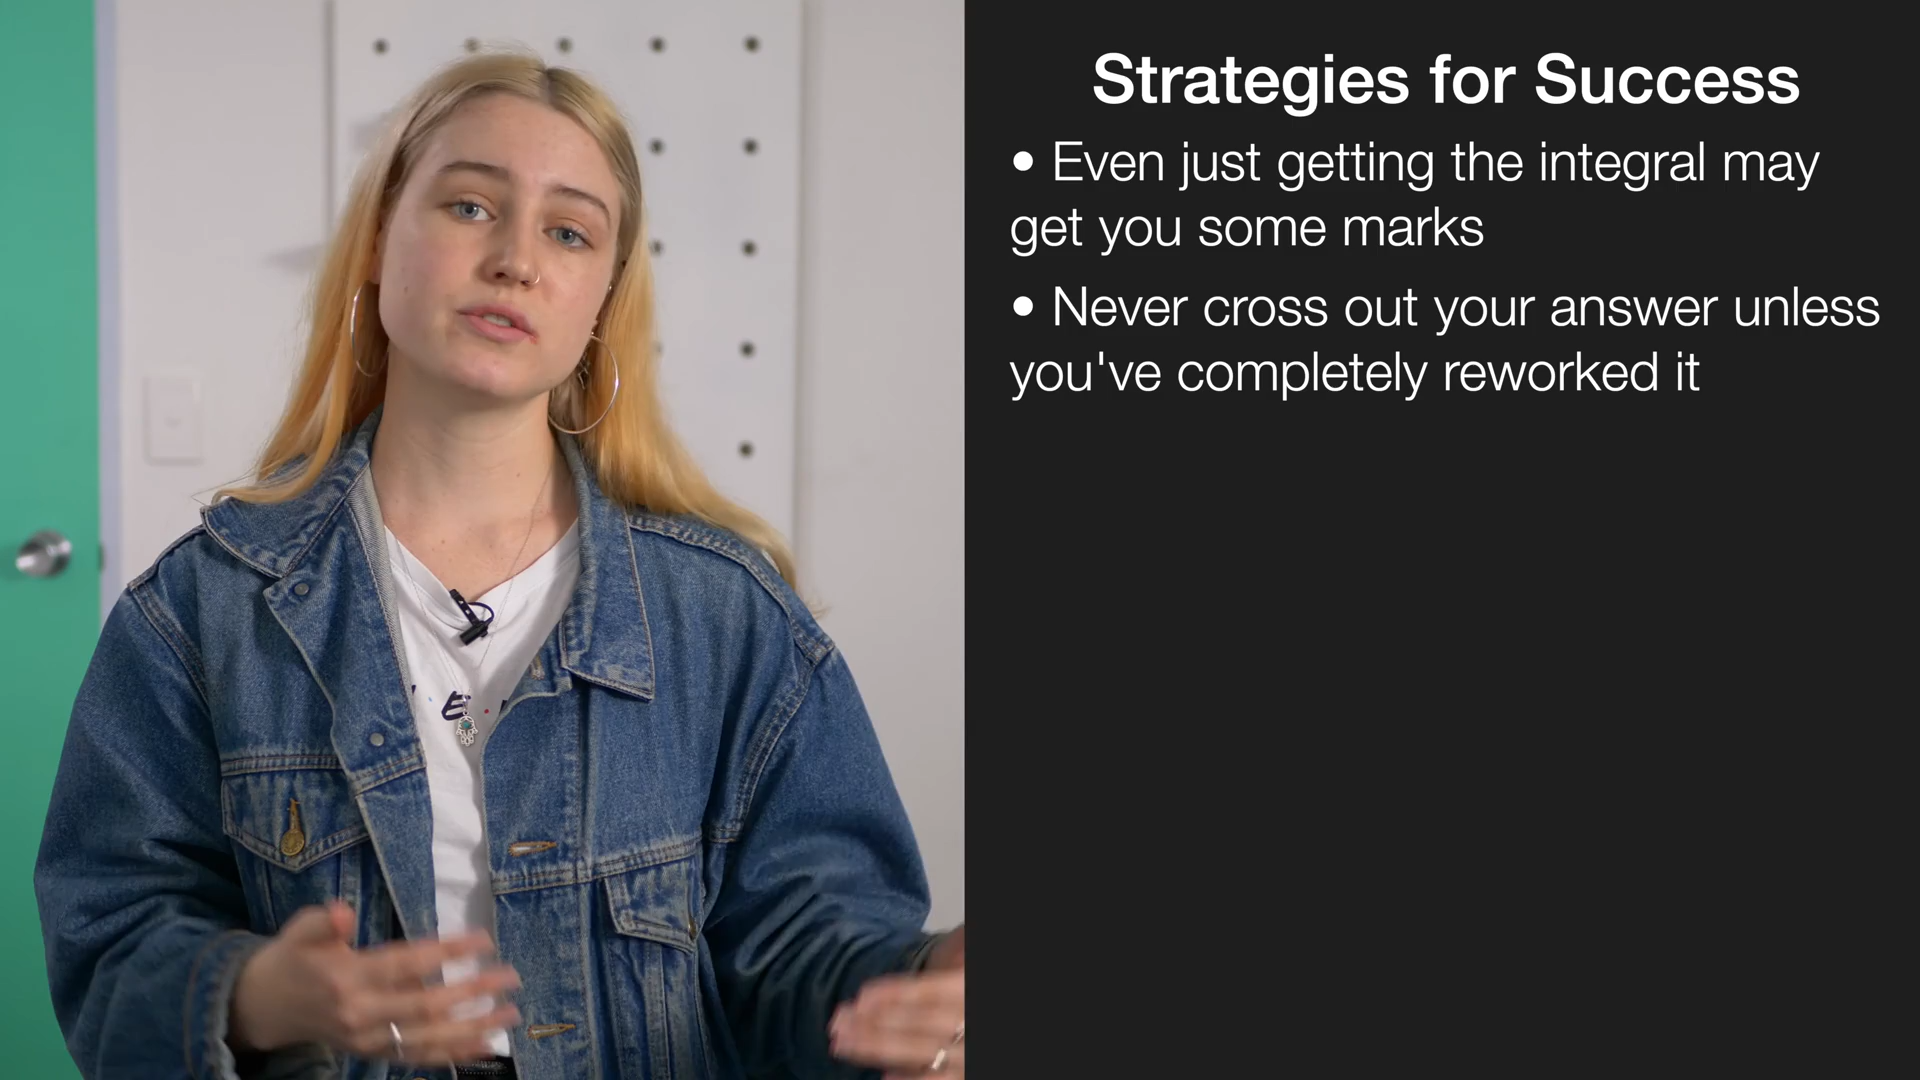 Strategies for Success
• Even just getting the integral may
get you some marks
• Never cross out your answer unless
you've completely reworked it
E